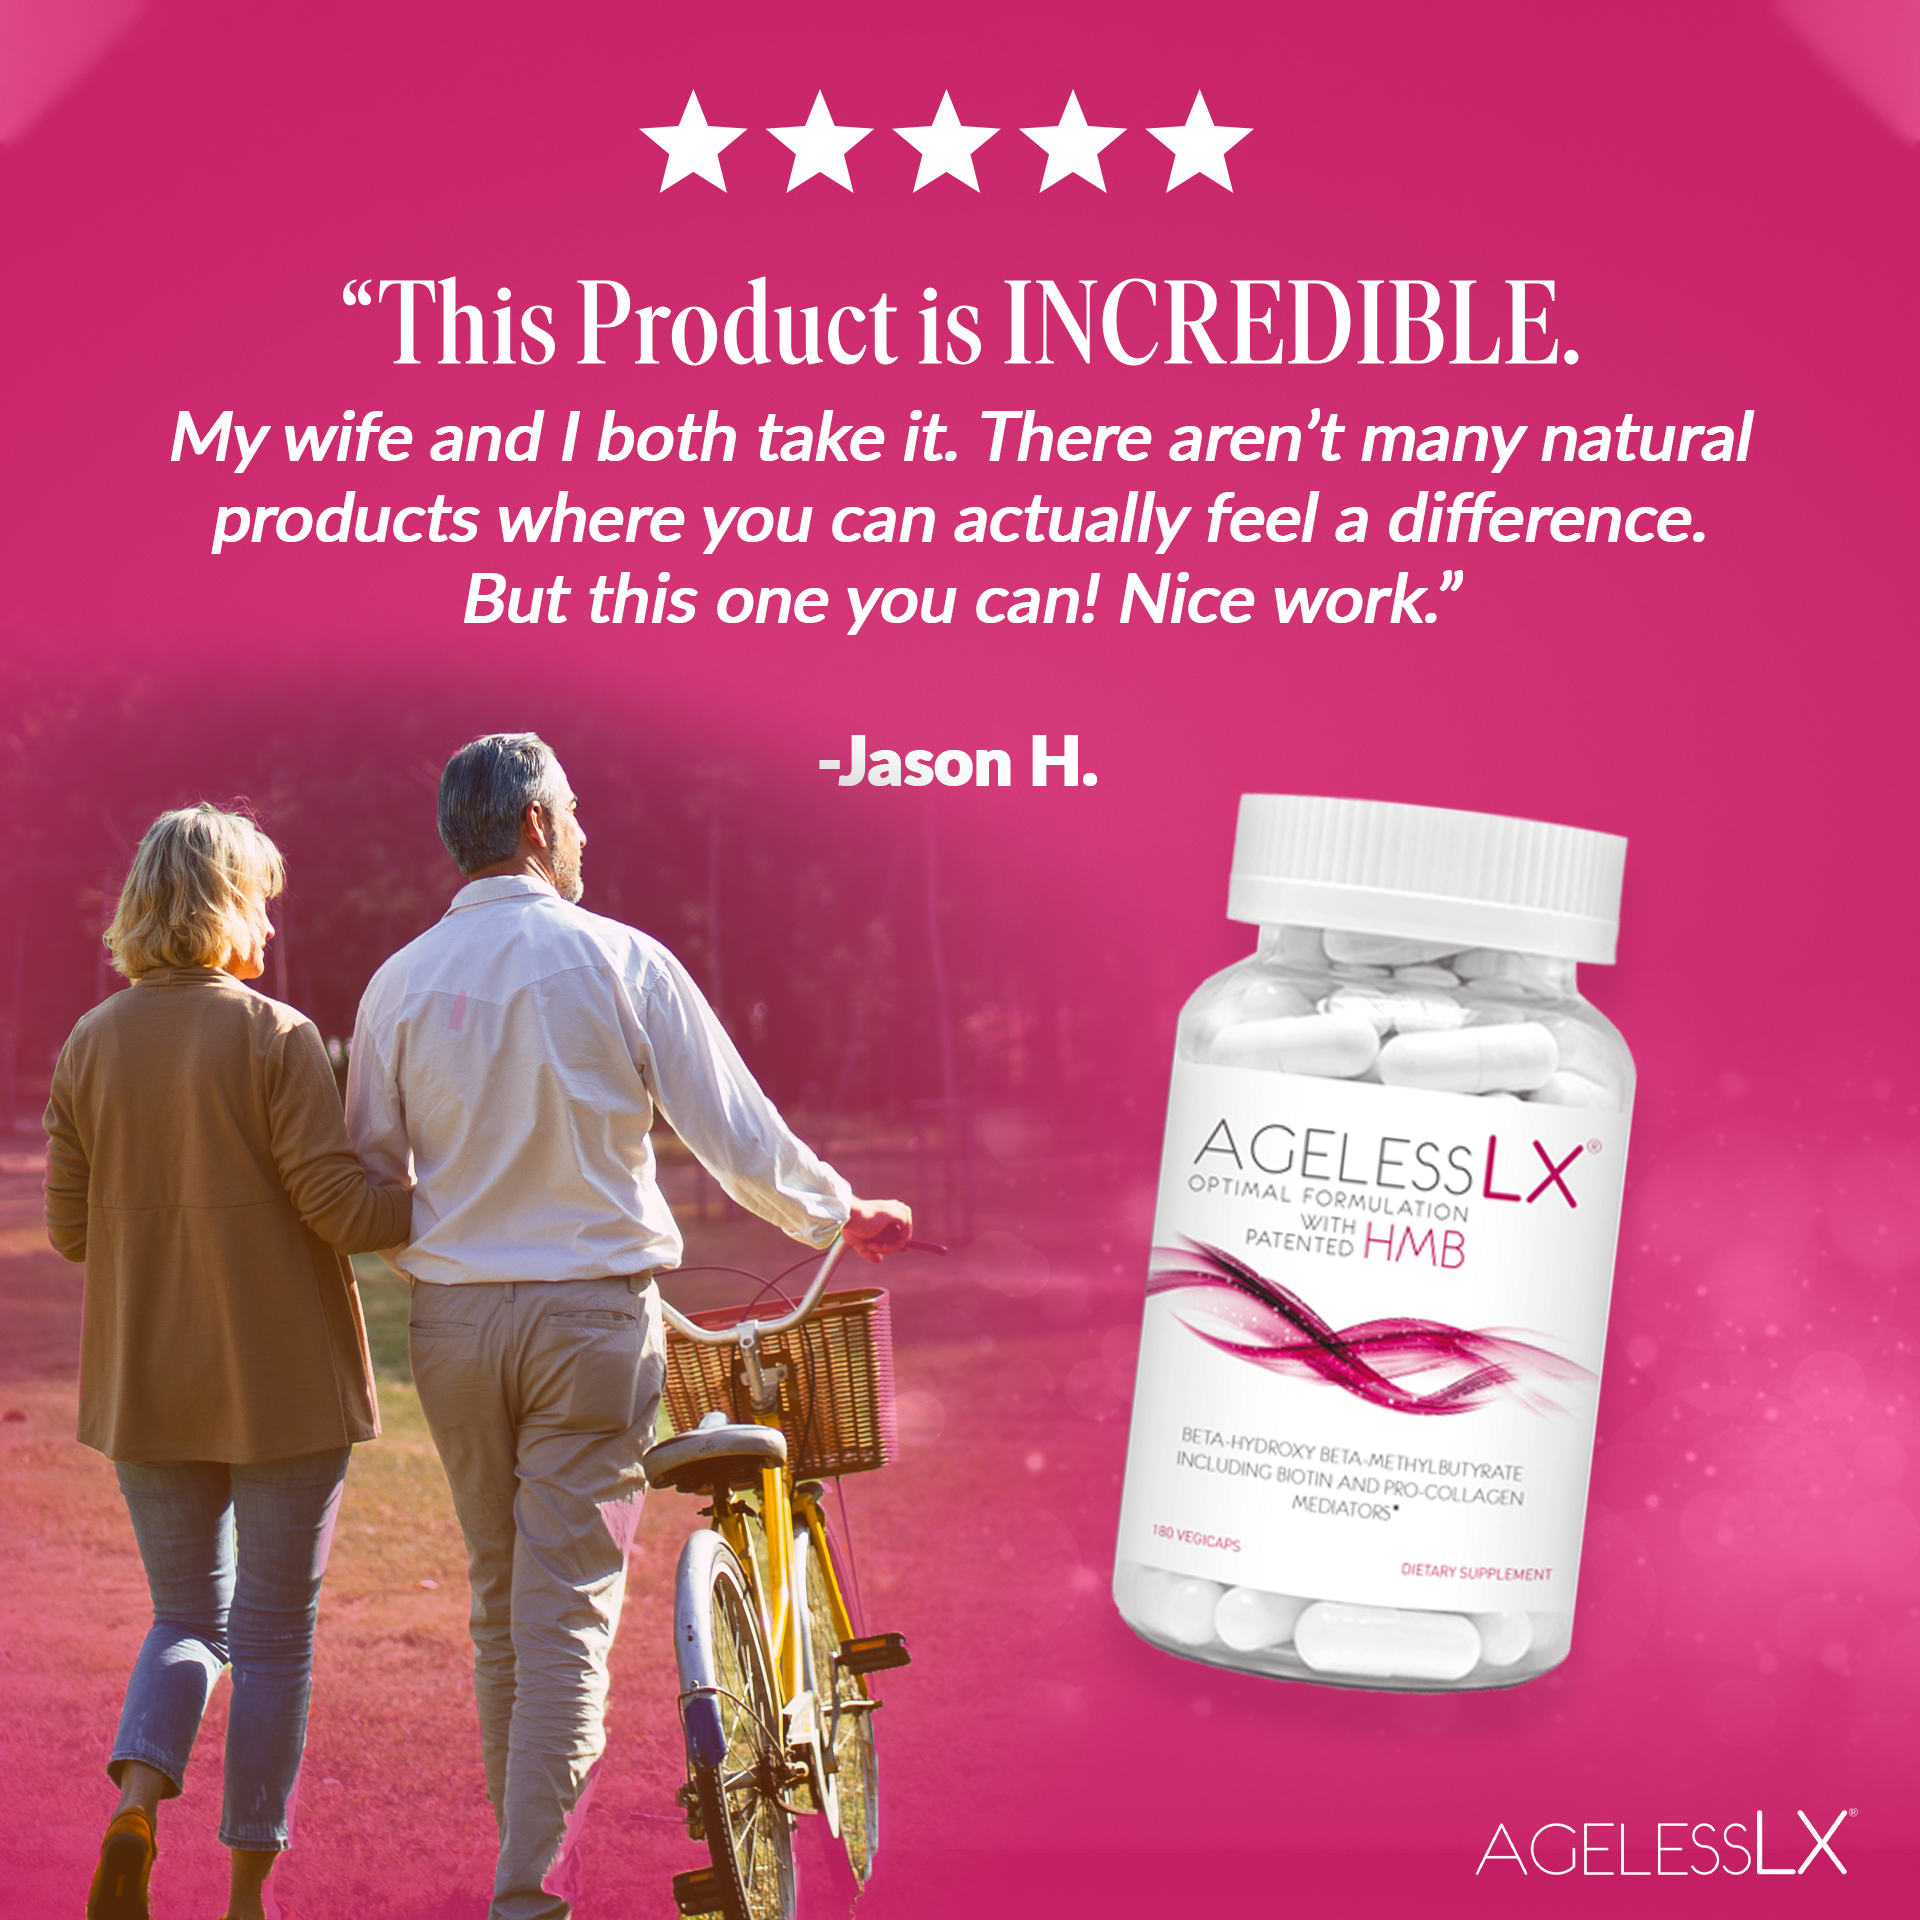 “This Product is INCREDIBLE.
My wife and I both take it. There aren’t many natural
products where you can actually feel a difference.
But this one you can! Nice work.”
-Jason H.
AGELESSLX®
OPTIMAL FORMULATION
WITH
PATENTED HMB
BETA-HYDROXY BETA-METHYLBUTYRATE
INCLUDING BIOTIN AND PRO-COLLAGEN
MEDIATORS*
180 VEGICAPS
DIETARY SUPPLEMENT
AGELESSLX®